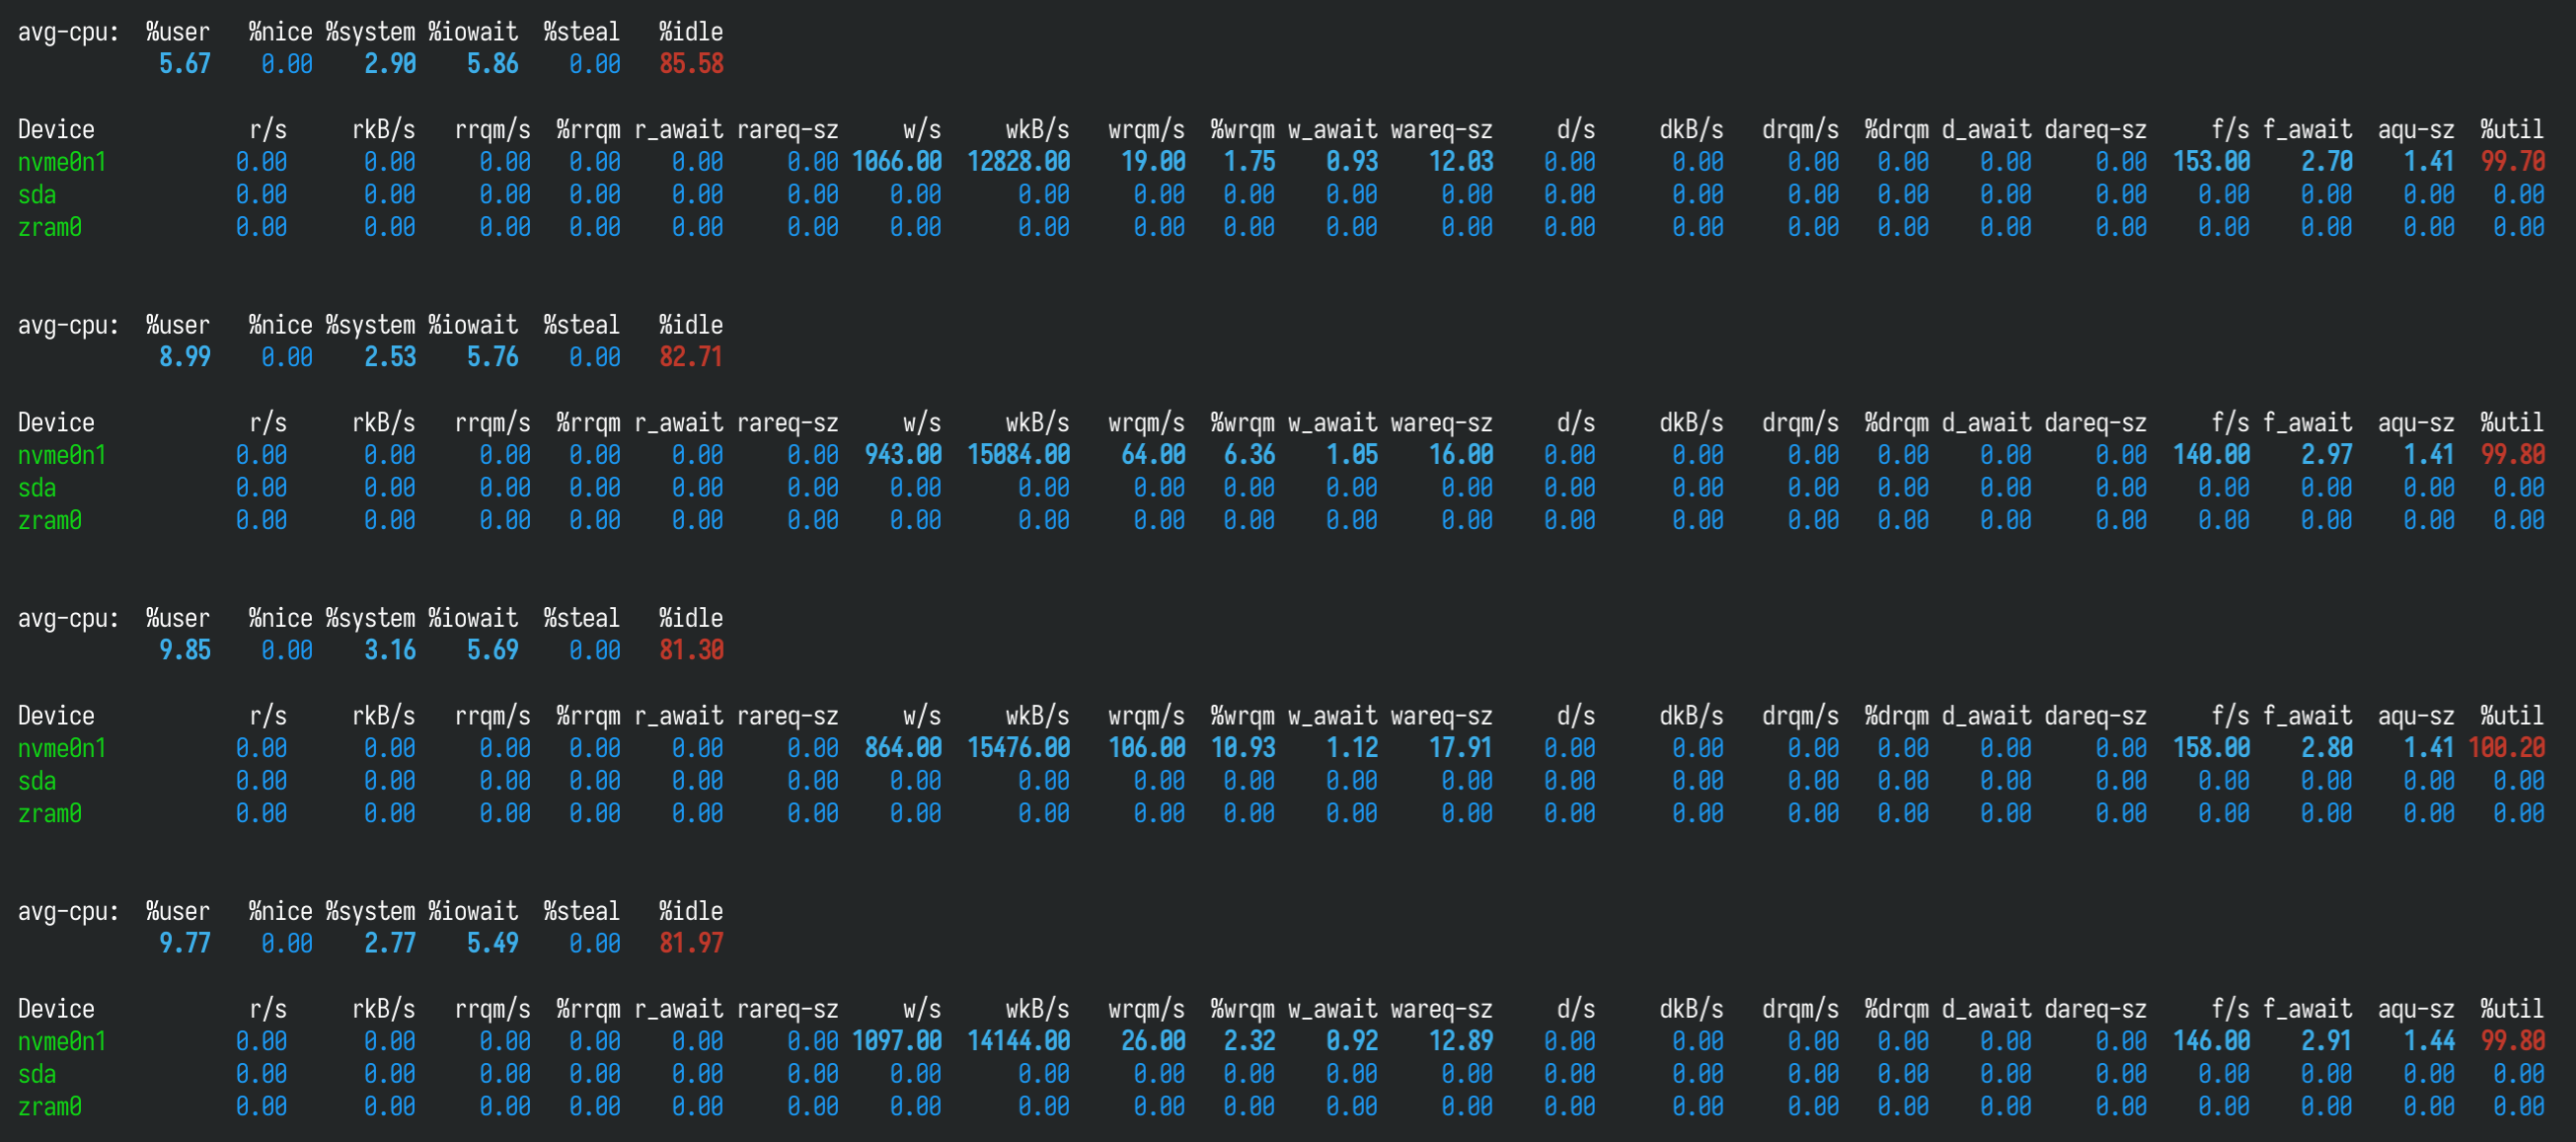 avg-cpu: %user %nice %system %iowait %steal %idle
5.67 0.00 2.90 5.86 0.00 85.58
Device r/s rkB/s rrqm/s %rrqm r_await rareq-sz w/s wkB/s wrqm/s %wrqm w_await wareq-sz d/s dkB/s drqm/s %drqm d_await dareq-sz f/s f_await aqu-sz %util
nvme0n1 0.00 0.00 0.00 0.00 0.00 0.00 1066.00 12828.00 19.00 1.75 0.93 12.03 0.00 0.00 0.00 0.00 0.00 0.00 153.00 2.70 1.41 99.70
sda 0.00 0.00 0.00 0.00 0.00 0.00 0.00 0.00 0.00 0.00 0.00 0.00 0.00 0.00 0.00 0.00 0.00 0.00 0.00 0.00 0.00 0.00
zram0 0.00 0.00 0.00 0.00 0.00 0.00 0.00 0.00 0.00 0.00 0.00 0.00 0.00 0.00 0.00 0.00 0.00 0.00 0.00 0.00 0.00 0.00
avg-cpu: %user %nice %system %iowait %steal %idle
8.99 0.00 2.53 5.76 0.00 82.71
Device r/s rkB/s rrqm/s %rrqm r_await rareq-sz w/s wkB/s wrqm/s %wrqm w_await wareq-sz d/s dkB/s drqm/s %drqm d_await dareq-sz f/s f_await aqu-sz %util
nvme0n1 0.00 0.00 0.00 0.00 0.00 0.00 943.00 15084.00 64.00 6.36 1.05 16.00 0.00 0.00 0.00 0.00 0.00 0.00 140.00 2.97 1.41 99.80
sda 0.00 0.00 0.00 0.00 0.00 0.00 0.00 0.00 0.00 0.00 0.00 0.00 0.00 0.00 0.00 0.00 0.00 0.00 0.00 0.00 0.00 0.00
zram0 0.00 0.00 0.00 0.00 0.00 0.00 0.00 0.00 0.00 0.00 0.00 0.00 0.00 0.00 0.00 0.00 0.00 0.00 0.00 0.00 0.00 0.00
avg-cpu: %user %nice %system %iowait %steal %idle
9.85 0.00 3.16 5.69 0.00 81.30
Device r/s rkB/s rrqm/s %rrqm r_await rareq-sz w/s wkB/s wrqm/s %wrqm w_await wareq-sz d/s dkB/s drqm/s %drqm d_await dareq-sz f/s f_await aqu-sz %util
nvme0n1 0.00 0.00 0.00 0.00 0.00 0.00 864.00 15476.00 106.00 10.93 1.12 17.91 0.00 0.00 0.00 0.00 0.00 0.00 158.00 2.80 1.41 100.20
sda 0.00 0.00 0.00 0.00 0.00 0.00 0.00 0.00 0.00 0.00 0.00 0.00 0.00 0.00 0.00 0.00 0.00 0.00 0.00 0.00 0.00 0.00
zram0 0.00 0.00 0.00 0.00 0.00 0.00 0.00 0.00 0.00 0.00 0.00 0.00 0.00 0.00 0.00 0.00 0.00 0.00 0.00 0.00 0.00 0.00
avg-cpu: %user %nice %system %iowait %steal %idle
9.77 0.00 2.77 5.49 0.00 81.97
Device r/s rkB/s rrqm/s %rrqm r_await rareq-sz w/s wkB/s wrqm/s %wrqm w_await wareq-sz d/s dkB/s drqm/s %drqm d_await dareq-sz f/s f_await aqu-sz %util
nvme0n1 0.00 0.00 0.00 0.00 0.00 0.00 1097.00 14144.00 26.00 2.32 0.92 12.89 0.00 0.00 0.00 0.00 0.00 0.00 146.00 2.91 1.44 99.80
sda 0.00 0.00 0.00 0.00 0.00 0.00 0.00 0.00 0.00 0.00 0.00 0.00 0.00 0.00 0.00 0.00 0.00 0.00 0.00 0.00 0.00 0.00
zram0 0.00 0.00 0.00 0.00 0.00 0.00 0.00 0.00 0.00 0.00 0.00 0.00 0.00 0.00 0.00 0.00 0.00 0.00 0.00 0.00 0.00 0.00